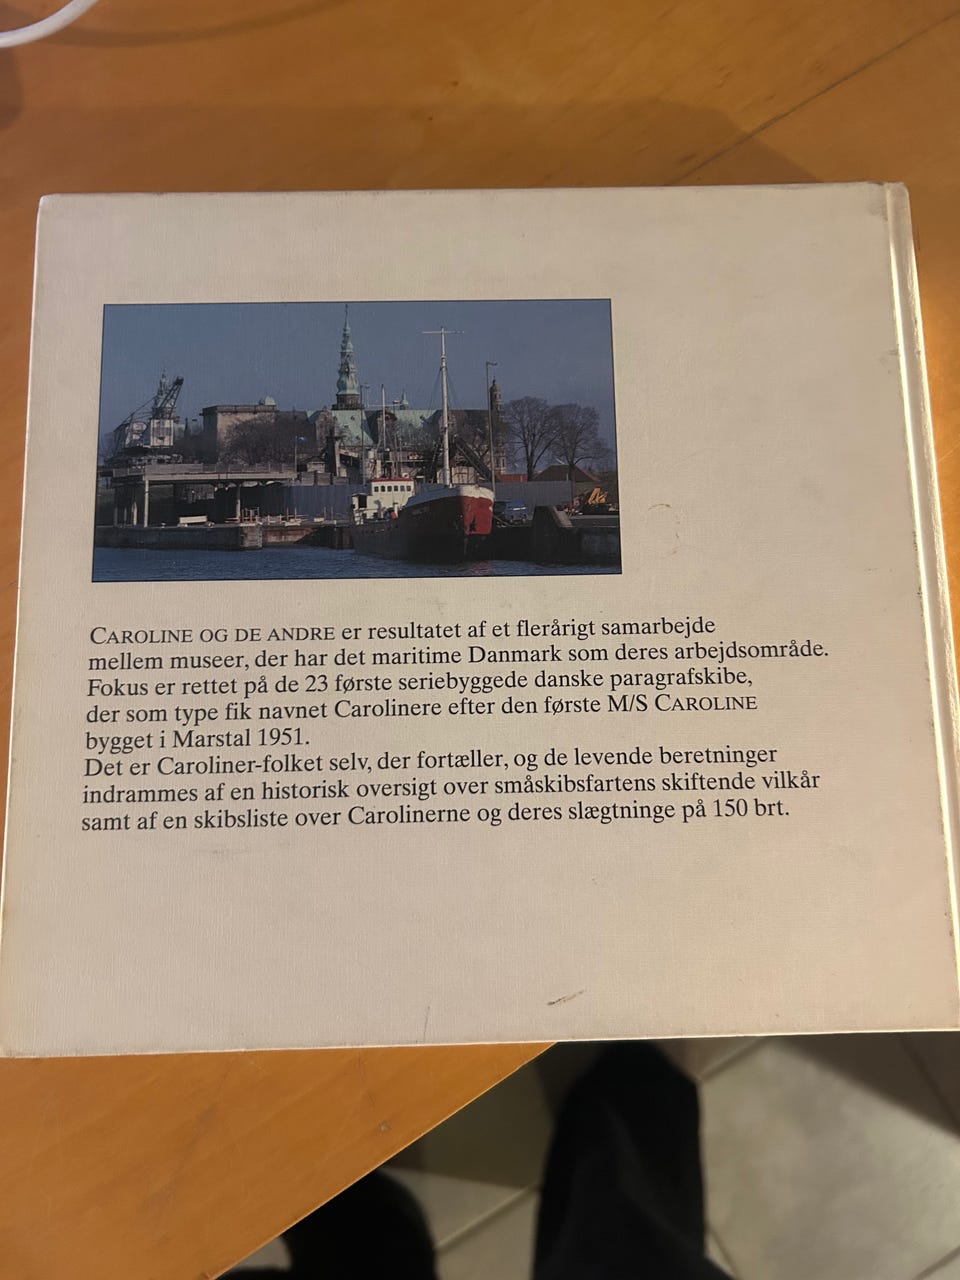 CAROLINE OG DE ANDRE er resultatet af et flerårigt samarbejde
mellem museer, der har det maritime Danmark som deres arbejdsområde.
Fokus er rettet på de 23 første seriebyggede danske paragrafskibe,
der som type fik navnet Carolinere efter den første M/S CAROLINE
bygget i Marstal 1951.
Det er Caroliner-folket selv, der fortæller, og de levende beretninger
indrammes af en historisk oversigt over småskibsfartens skiftende vilkår
samt af en skibsliste over Carolinerne og deres slægtninge på 150 brt.